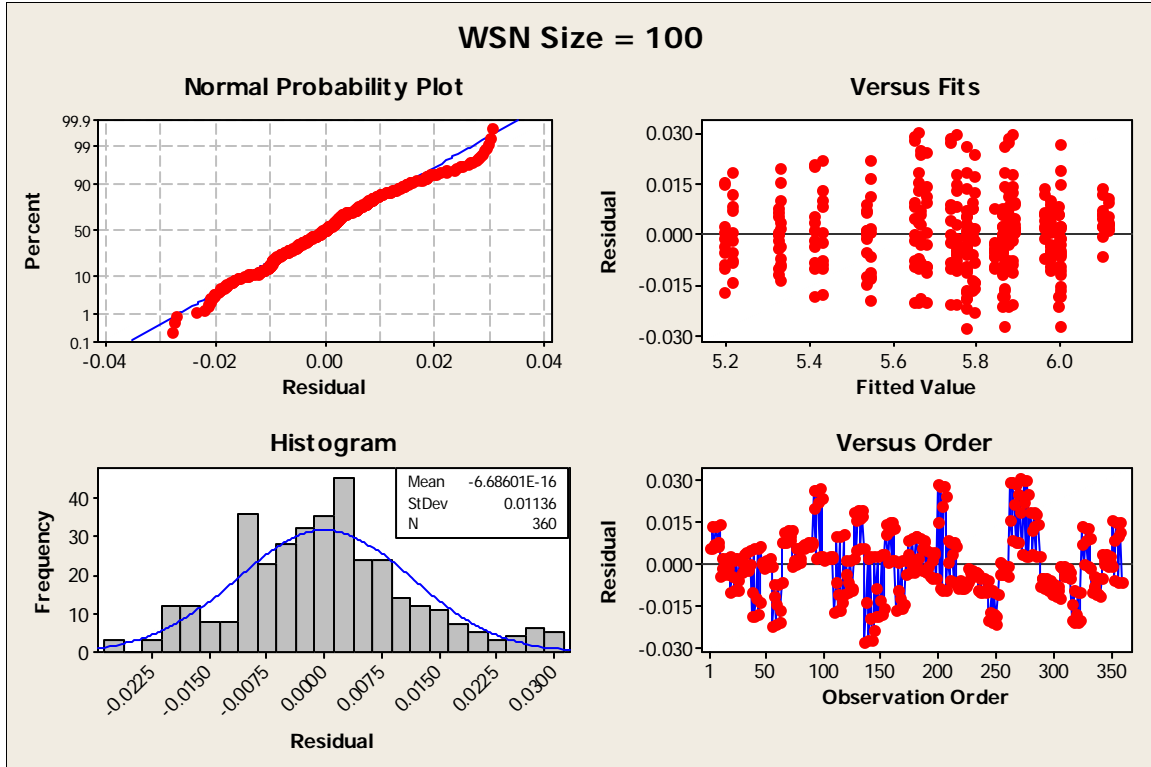 WSN Size = 100
Normal Probability Plot
99.9
99
90
50
10
1
0.1
Percent
-0.04 -0.02 0.00 0.02 0.04
Residual
Versus Fits
0.030
0.015
0.000
-0.015
-0.030
Residual
5.2 5.4 5.6 5.8 6.0
Fitted Value
Histogram
Mean -6.68601E-16
StDev 0.01136
N 360
40
30
20
10
0
Frequency
-0.0225 -0.0150 -0.0075 0.0000 0.0075 0.0150 0.0225 0.0300
Residual
Versus Order
0.030
0.015
0.000
-0.015
-0.030
Residual
1 50 100 150 200 250 300 350
Observation Order